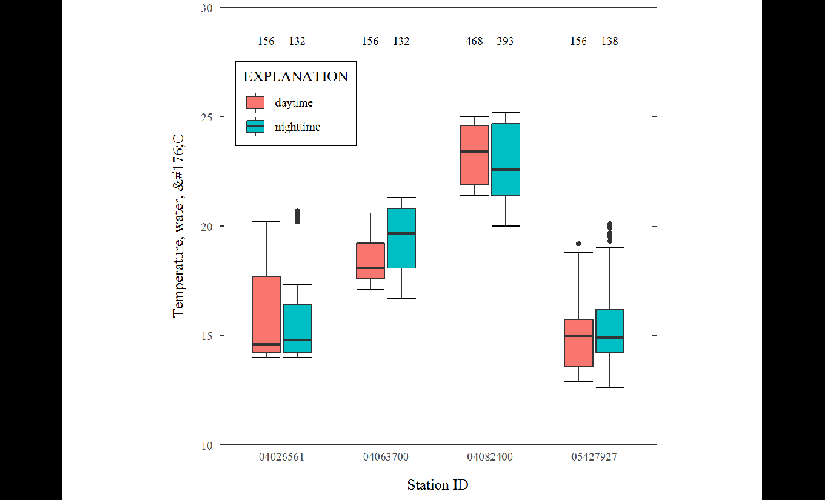 30
156 132 156 132 468 393 156 138
EXPLANATION
daytime
nighttime
25
20
15
10
Temperature, water, &#176;C
04026561 04063700 04082400 05427927
Station ID